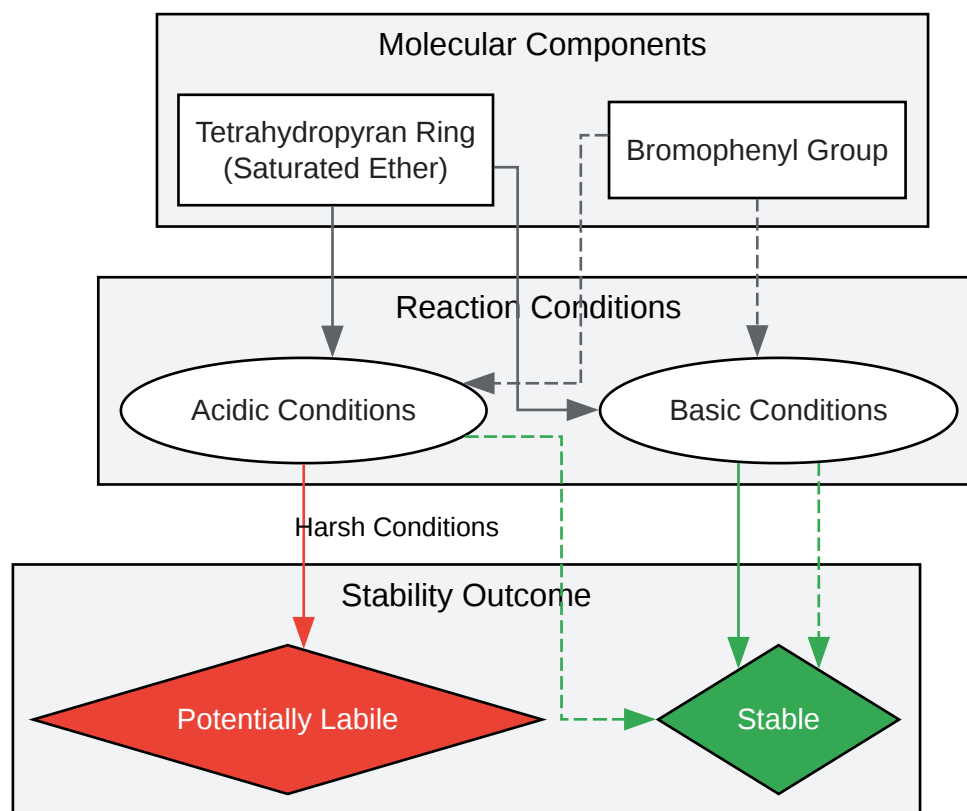 Molecular Components
Tetrahydropyran Ring
(Saturated Ether)
Bromophenyl Group
Reaction Conditions
Acidic Conditions
Basic Conditions
Harsh Conditions
Stability Outcome
Potentially Labile
Stable